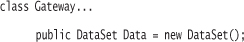 class Gateway...
public DataSet Data = new DataSet();